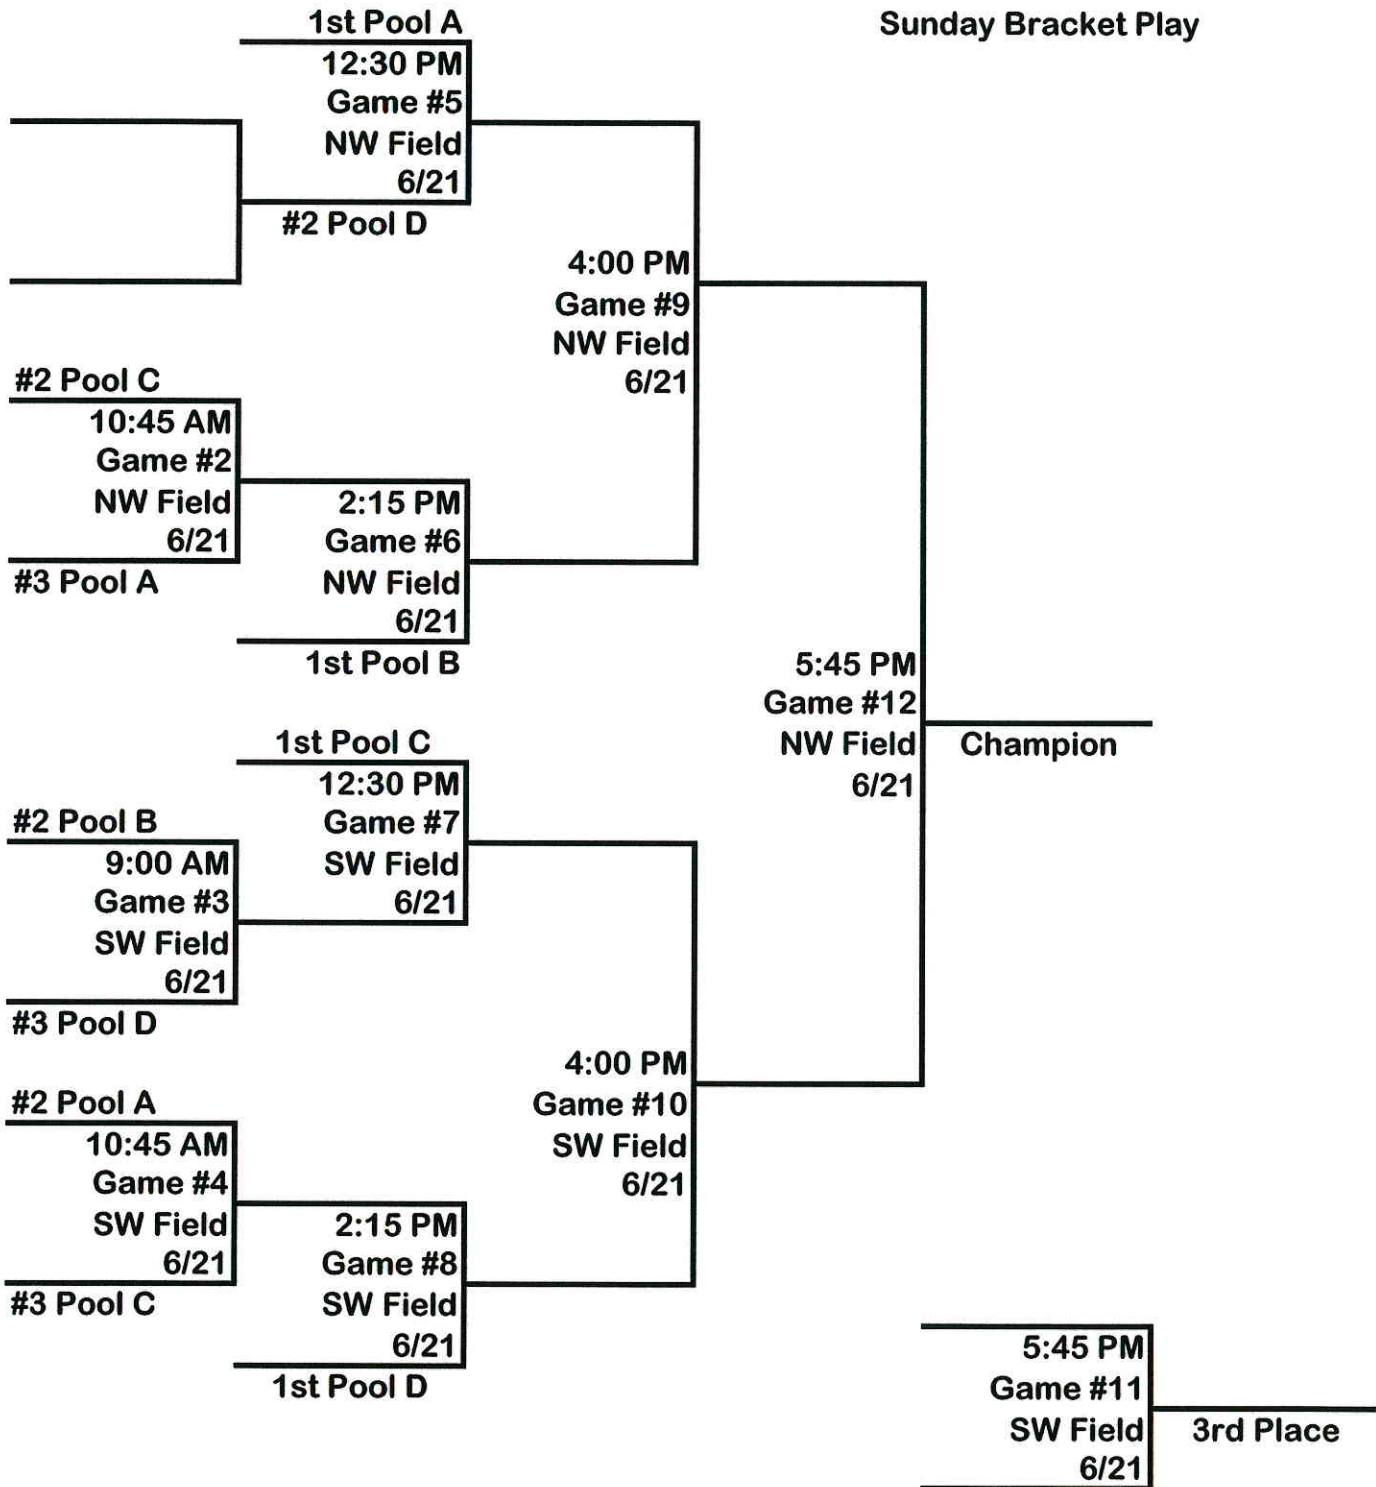 Sunday Bracket Play
1st Pool A
12:30 PM
Game #5
NW Field
6/21
#2 Pool D
4:00 PM
Game #9
NW Field
6/21
#2 Pool C
10:45 AM
Game #2
NW Field
6/21
#3 Pool A
2:15 PM
Game #6
NW Field
6/21
1st Pool B
5:45 PM
Game #12
NW Field
6/21
Champion
1st Pool C
12:30 PM
Game #7
SW Field
6/21
#2 Pool B
9:00 AM
Game #3
SW Field
6/21
#3 Pool D
4:00 PM
Game #10
SW Field
6/21
#2 Pool A
10:45 AM
Game #4
SW Field
6/21
#3 Pool C
2:15 PM
Game #8
SW Field
6/21
1st Pool D
5:45 PM
Game #11
SW Field
6/21
3rd Place